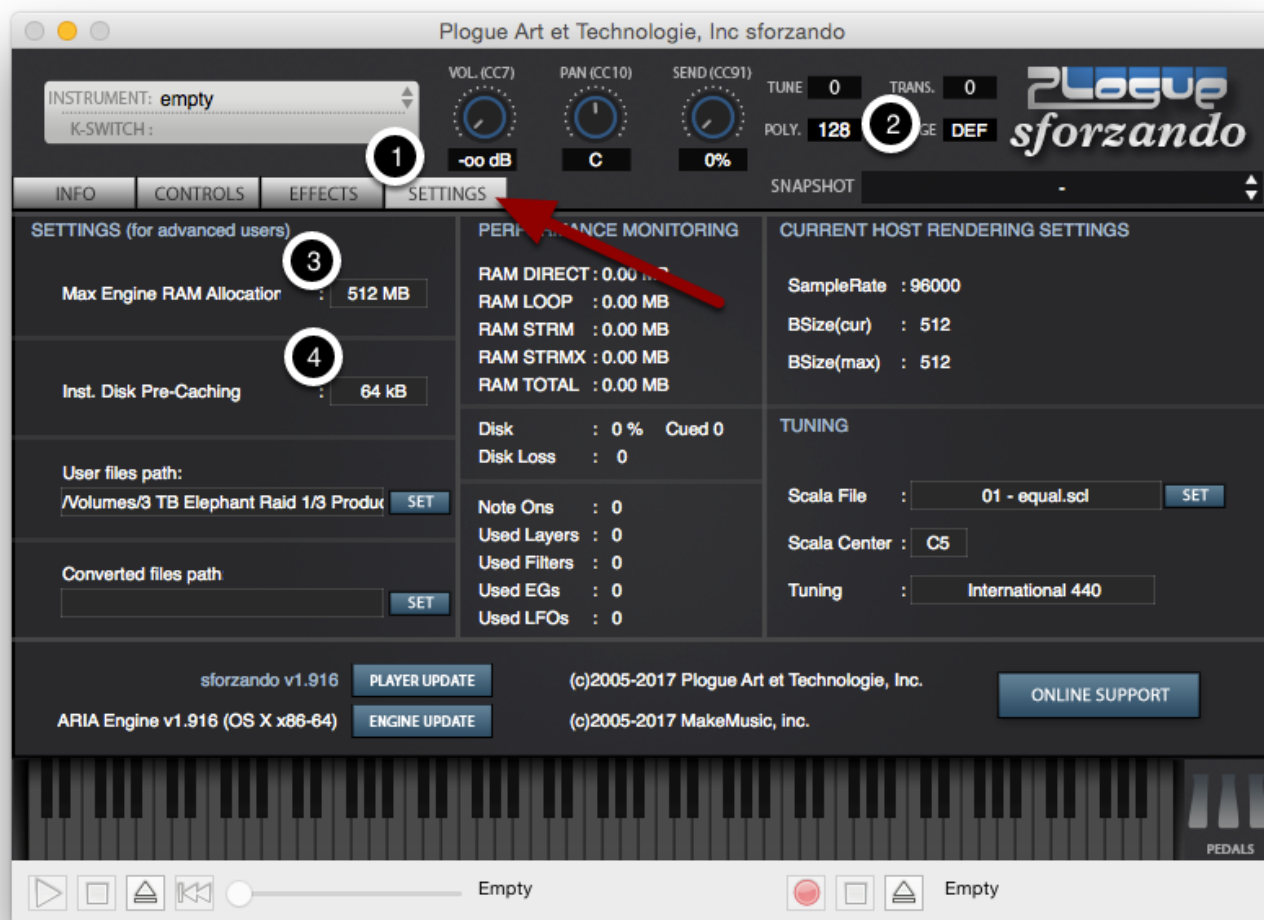 Plogue Art et Technologie, Inc sforzando
INSTRUMENT: empty
K-SWITCH :
VOL. (CC7)
-oo dB
PAN (CC10)
C
SEND (CC91)
0%
TUNE 0 TRANS. 0
POLY. 128 2 GE DEF
Plogue
sforzando
1
INFO CONTROLS EFFECTS SETTINGS
SNAPSHOT -
SETTINGS (for advanced users)
3
Max Engine RAM Allocation : 512 MB
4
Inst. Disk Pre-Caching : 64 kB
User files path:
/Volumes/3 TB Elephant Raid 1/3 Produc SET
Converted files path
SET
PERFORMANCE MONITORING
RAM DIRECT : 0.00 MB
RAM LOOP : 0.00 MB
RAM STRM : 0.00 MB
RAM STRMX : 0.00 MB
RAM TOTAL : 0.00 MB
Disk : 0 % Cued 0
Disk Loss : 0
Note Ons : 0
Used Layers : 0
Used Filters : 0
Used EGs : 0
Used LFOs : 0
CURRENT HOST RENDERING SETTINGS
SampleRate : 96000
BSize(cur) : 512
BSize(max) : 512
TUNING
Scala File : 01 - equal.scl SET
Scala Center : C5
Tuning : International 440
sforzando v1.916 PLAYER UPDATE
ARIA Engine v1.916 (OS X x86-64) ENGINE UPDATE
(c)2005-2017 Plogue Art et Technologie, Inc.
(c)2005-2017 MakeMusic, inc.
ONLINE SUPPORT
PEDALS
Empty
Empty